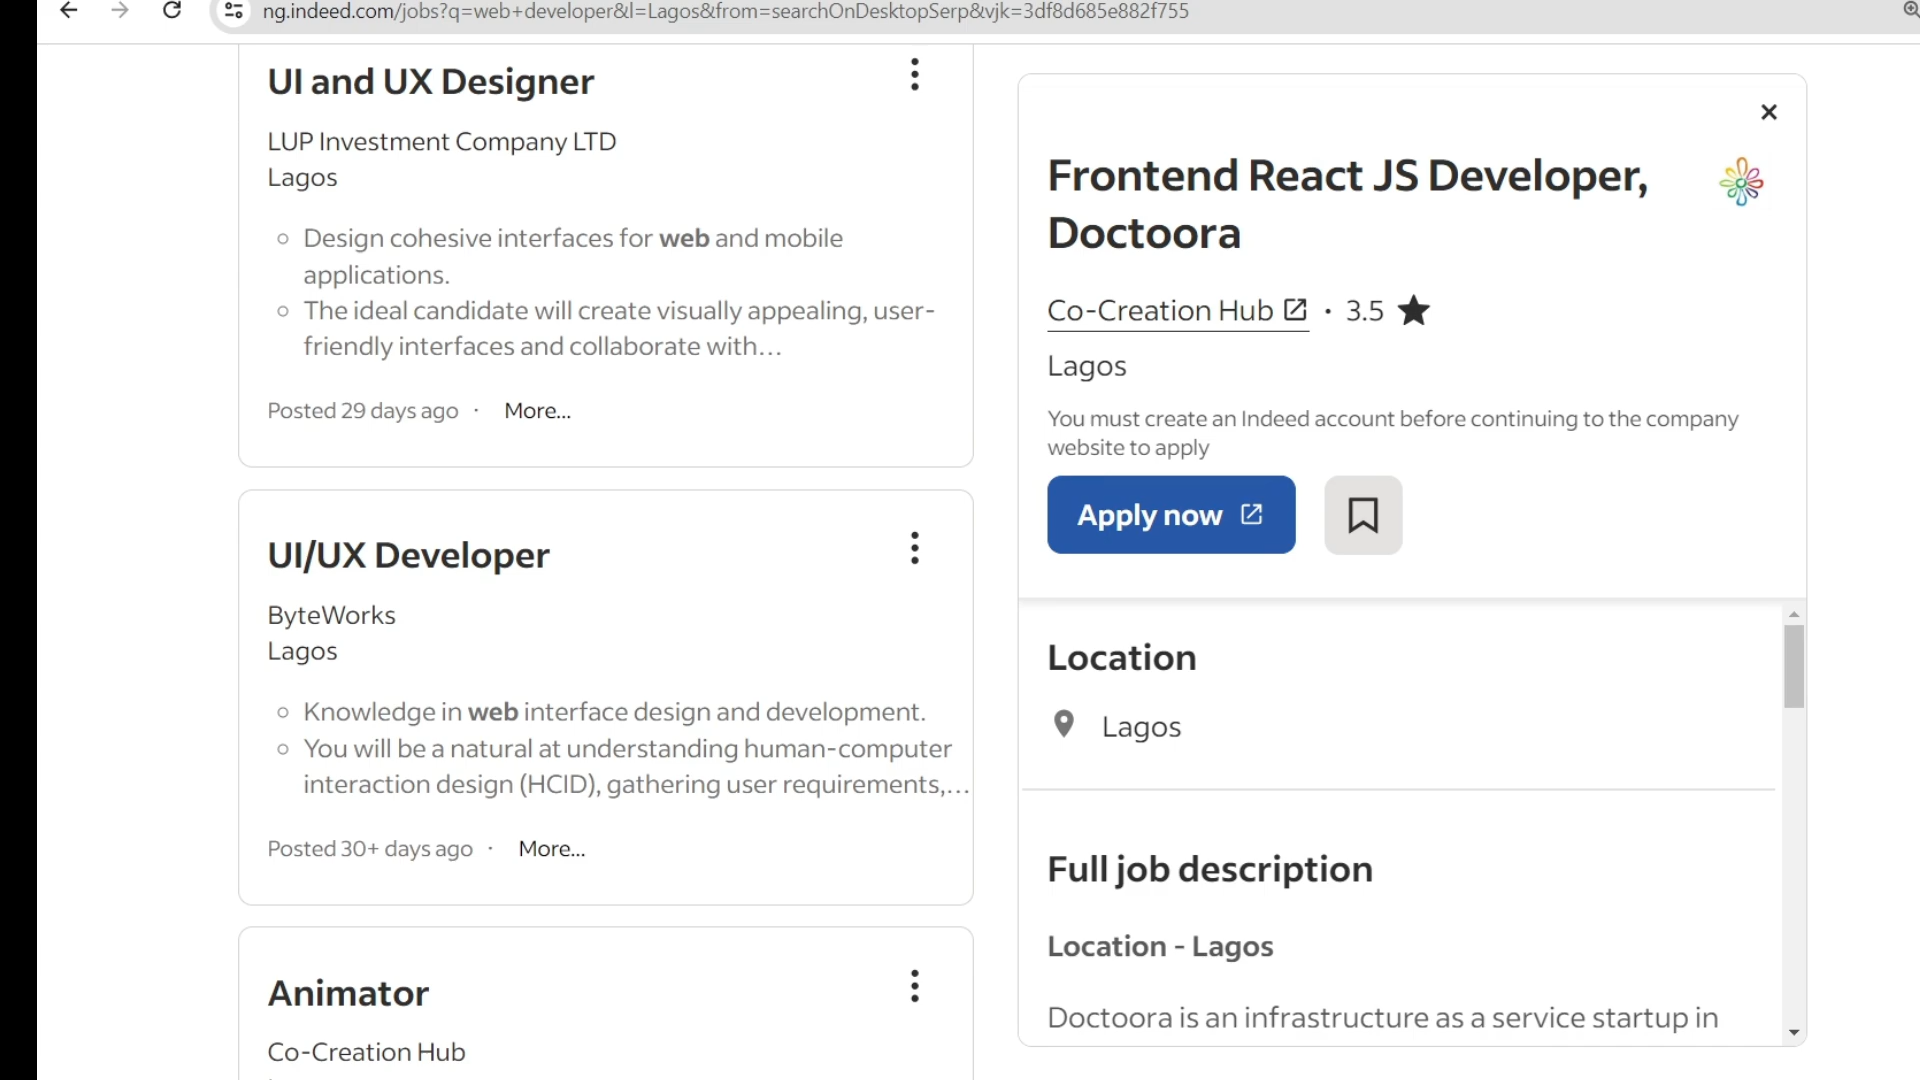 ng.indeed.com/jobs?q=web+developer&l=Lagos&from=searchOnDesktopSerp&vjk=3df8d685e882f755
UI and UX Designer
LUP Investment Company LTD
Lagos
Design cohesive interfaces for web and mobile
applications.
The ideal candidate will create visually appealing, user-
friendly interfaces and collaborate with…
Posted 29 days ago · More...
UI/UX Developer
ByteWorks
Lagos
Knowledge in web interface design and development.
You will be a natural at understanding human-computer
interaction design (HCID), gathering user requirements,…
Posted 30+ days ago · More...
Animator
Co-Creation Hub
Frontend React JS Developer,
Doctoora
Co-Creation Hub · 3.5
Lagos
You must create an Indeed account before continuing to the company
website to apply
Apply now
Location
Lagos
Full job description
Location - Lagos
Doctoora is an infrastructure as a service startup in